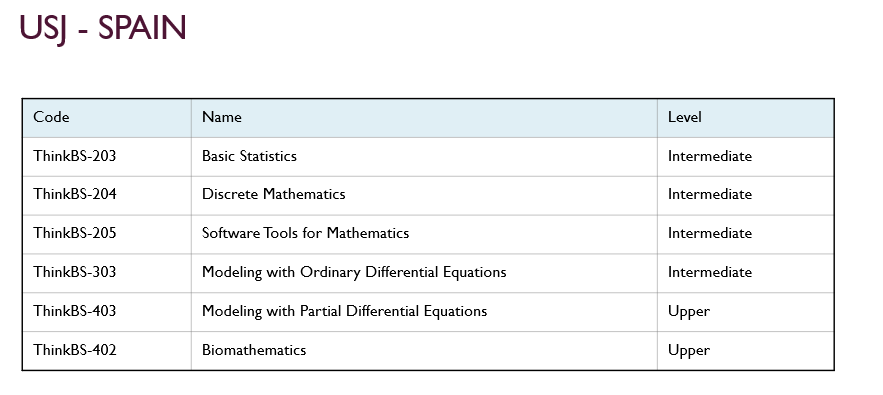 USJ - SPAIN
Code Name Level
ThinkBS-203 Basic Statistics Intermediate
ThinkBS-204 Discrete Mathematics Intermediate
ThinkBS-205 Software Tools for Mathematics Intermediate
ThinkBS-303 Modeling with Ordinary Differential Equations Intermediate
ThinkBS-403 Modeling with Partial Differential Equations Upper
ThinkBS-402 Biomathematics Upper